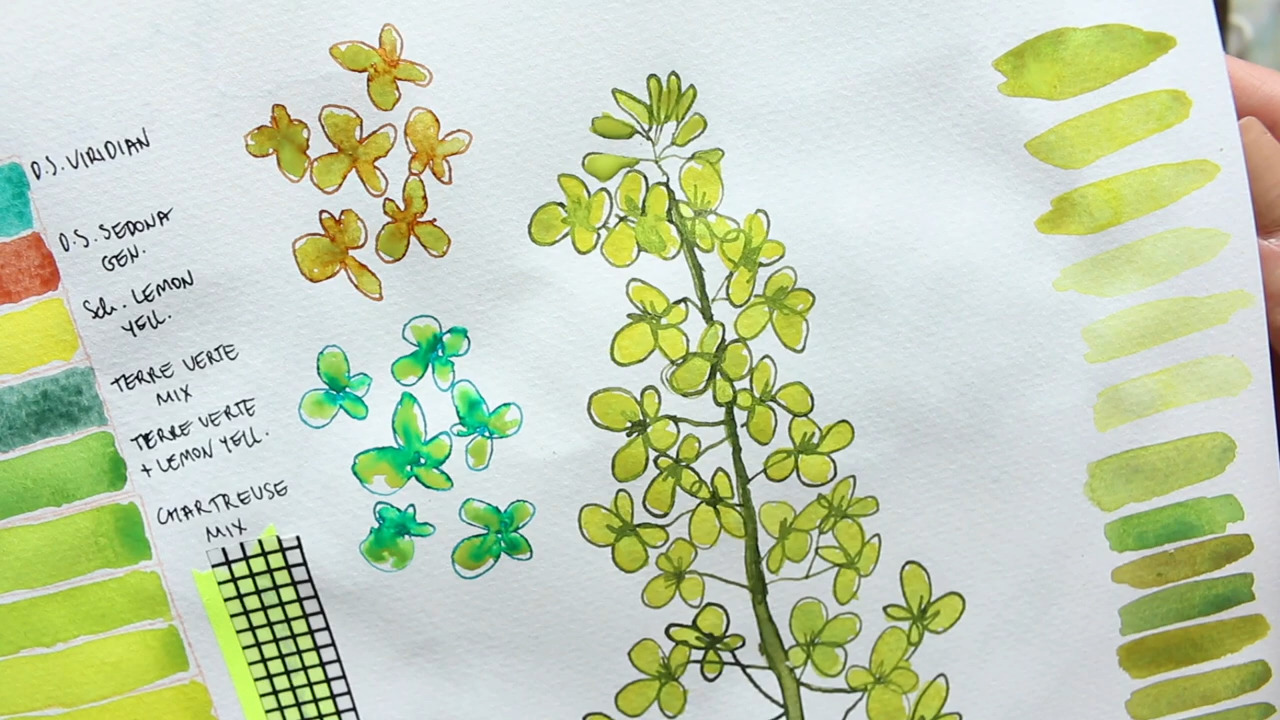 D.S. VIRIDIAN
D.S. SEDONA
GEN.
Sch. LEMON
YELL.
TERRE VERTE
MIX
TERRE VERTE
+ LEMON YELL.
CHARTREUSE
MIX